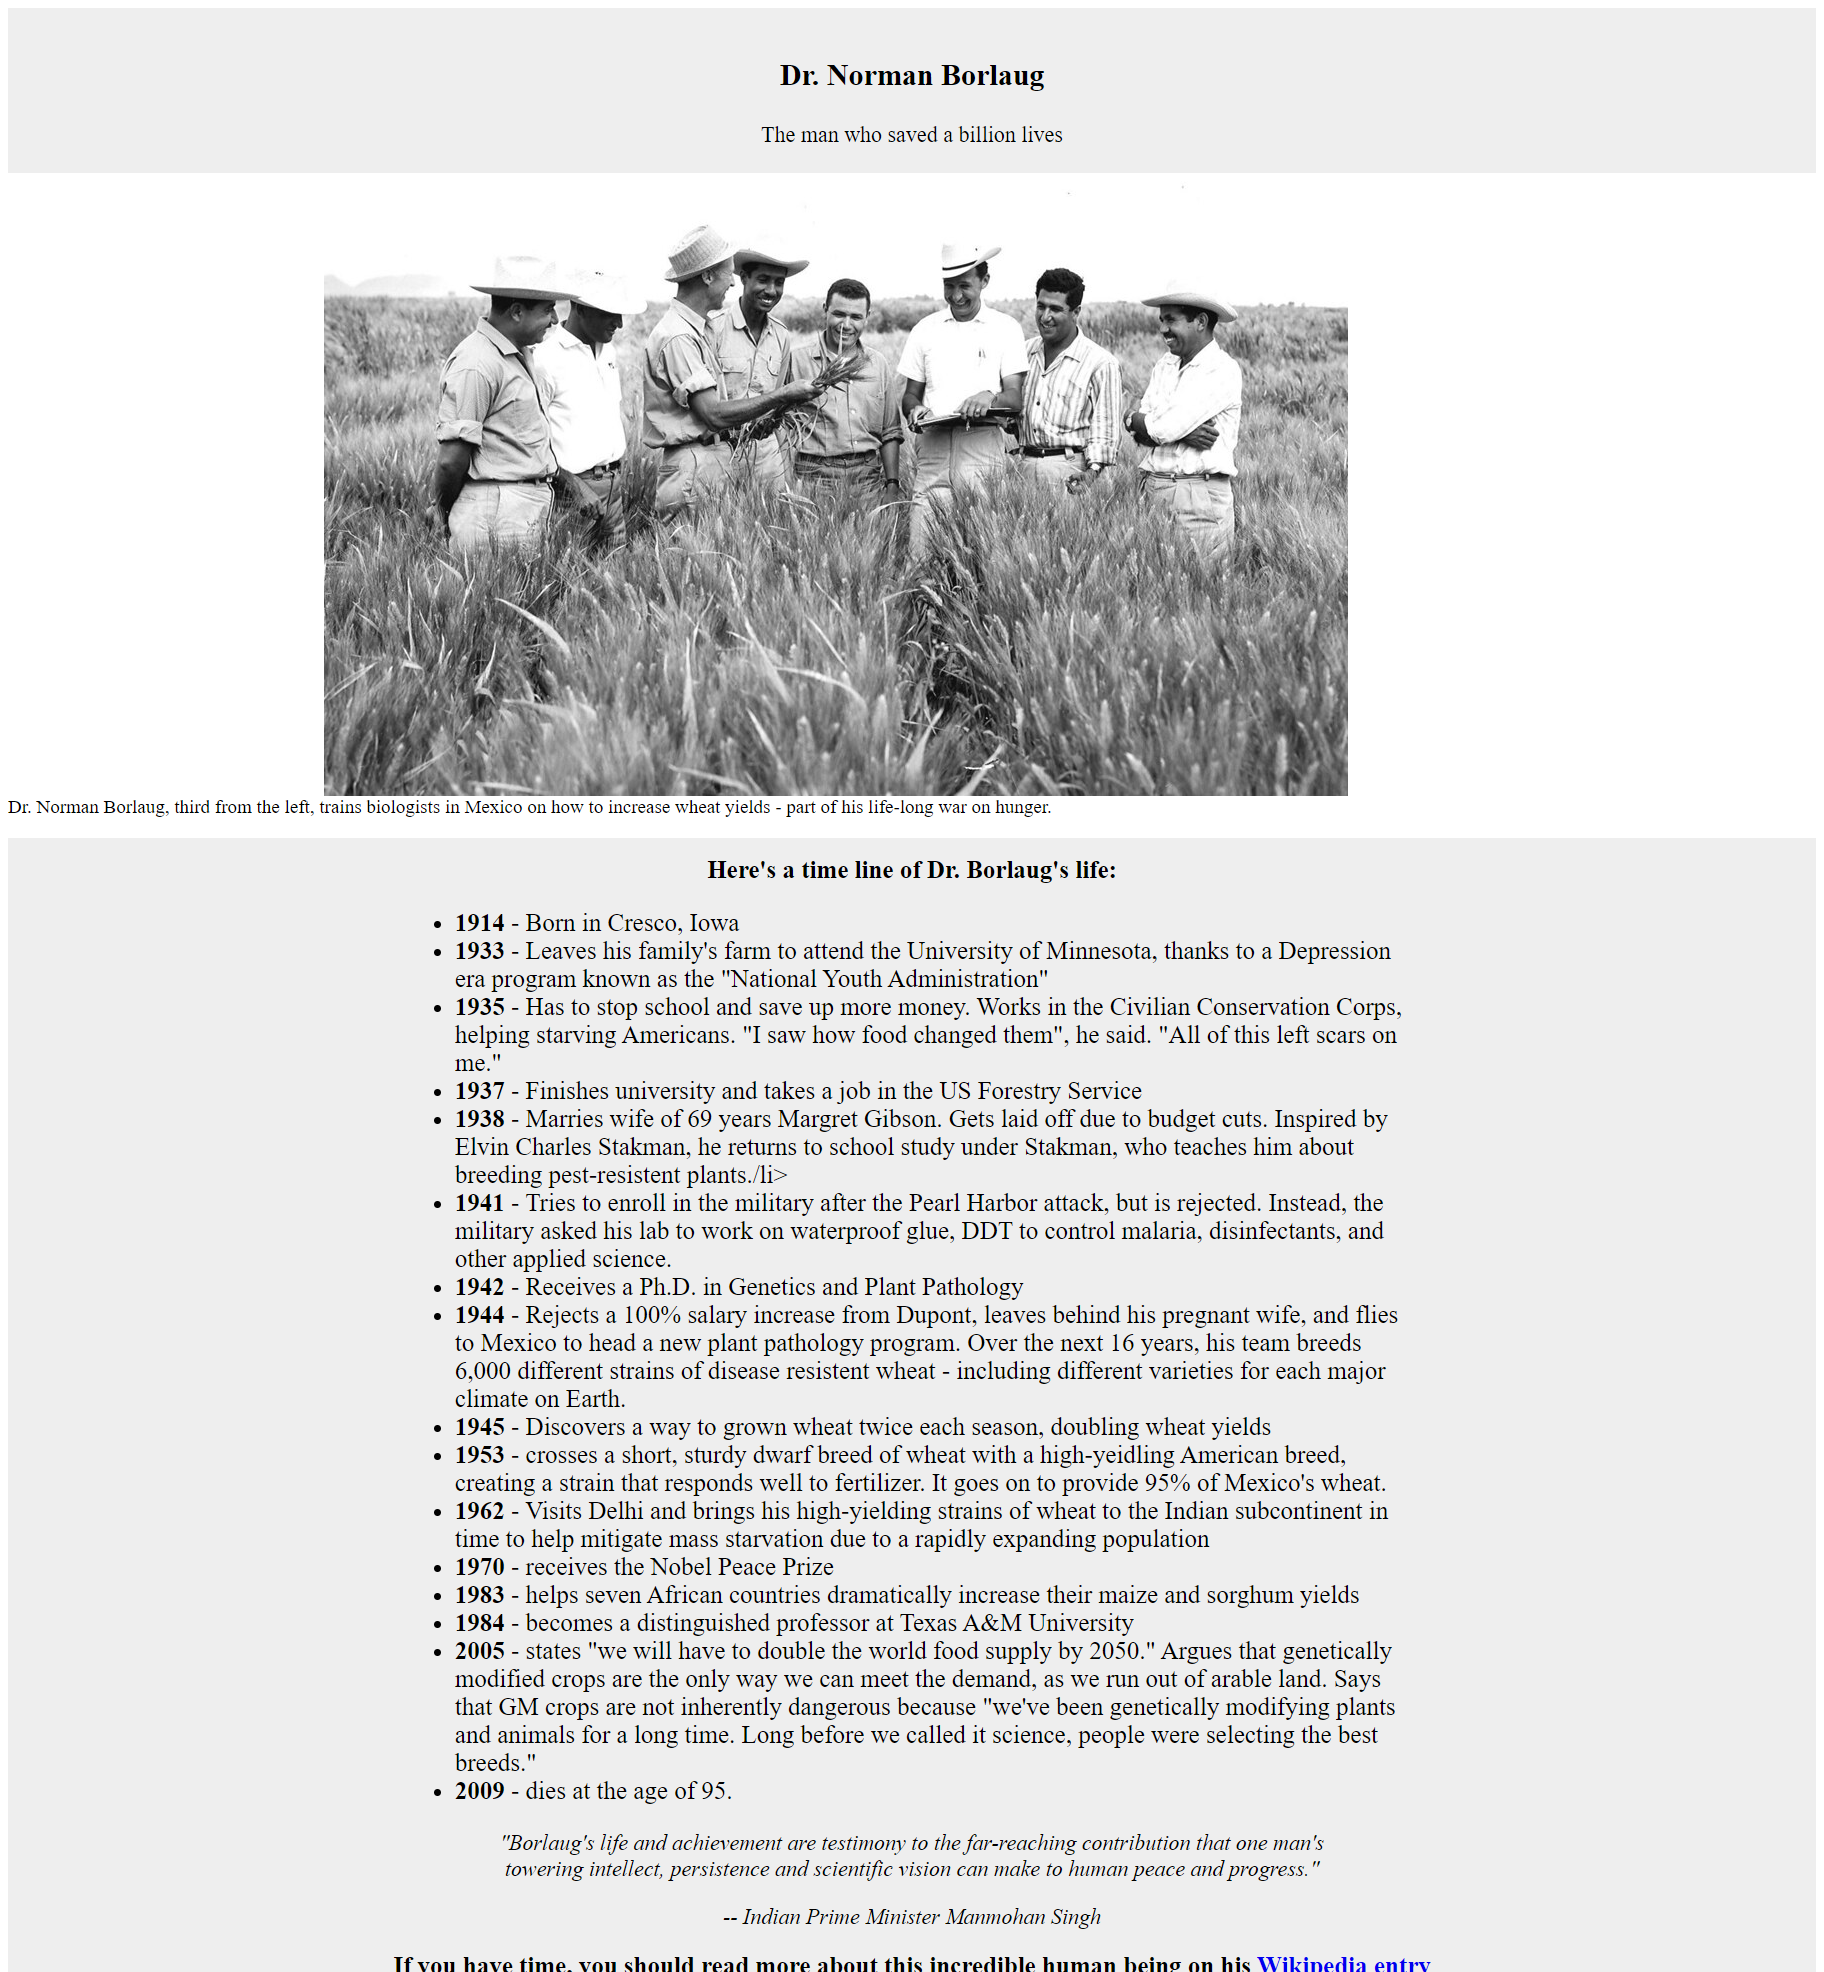 Dr. Norman Borlaug
The man who saved a billion lives
Dr. Norman Borlaug, third from the left, trains biologists in Mexico on how to increase wheat yields - part of his life-long war on hunger.
Here's a time line of Dr. Borlaug's life:
• 1914 - Born in Cresco, Iowa
• 1933 - Leaves his family's farm to attend the University of Minnesota, thanks to a Depression
era program known as the "National Youth Administration"
• 1935 - Has to stop school and save up more money. Works in the Civilian Conservation Corps,
helping starving Americans. "I saw how food changed them", he said. "All of this left scars on
me."
• 1937 - Finishes university and takes a job in the US Forestry Service
• 1938 - Marries wife of 69 years Margret Gibson. Gets laid off due to budget cuts. Inspired by
Elvin Charles Stakman, he returns to school study under Stakman, who teaches him about
breeding pest-resistent plants./li>
• 1941 - Tries to enroll in the military after the Pearl Harbor attack, but is rejected. Instead, the
military asked his lab to work on waterproof glue, DDT to control malaria, disinfectants, and
other applied science.
• 1942 - Receives a Ph.D. in Genetics and Plant Pathology
• 1944 - Rejects a 100% salary increase from Dupont, leaves behind his pregnant wife, and flies
to Mexico to head a new plant pathology program. Over the next 16 years, his team breeds
6,000 different strains of disease resistent wheat - including different varieties for each major
climate on Earth.
• 1945 - Discovers a way to grown wheat twice each season, doubling wheat yields
• 1953 - crosses a short, sturdy dwarf breed of wheat with a high-yeidling American breed,
creating a strain that responds well to fertilizer. It goes on to provide 95% of Mexico's wheat.
• 1962 - Visits Delhi and brings his high-yielding strains of wheat to the Indian subcontinent in
time to help mitigate mass starvation due to a rapidly expanding population
• 1970 - receives the Nobel Peace Prize
• 1983 - helps seven African countries dramatically increase their maize and sorghum yields
• 1984 - becomes a distinguished professor at Texas A&M University
• 2005 - states "we will have to double the world food supply by 2050." Argues that genetically
modified crops are the only way we can meet the demand, as we run out of arable land. Says
that GM crops are not inherently dangerous because "we've been genetically modifying plants
and animals for a long time. Long before we called it science, people were selecting the best
breeds."
• 2009 - dies at the age of 95.
"Borlaug's life and achievement are testimony to the far-reaching contribution that one man's
towering intellect, persistence and scientific vision can make to human peace and progress."
-- Indian Prime Minister Manmohan Singh
If you have time, you should read more about this incredible human being on his Wikipedia entry